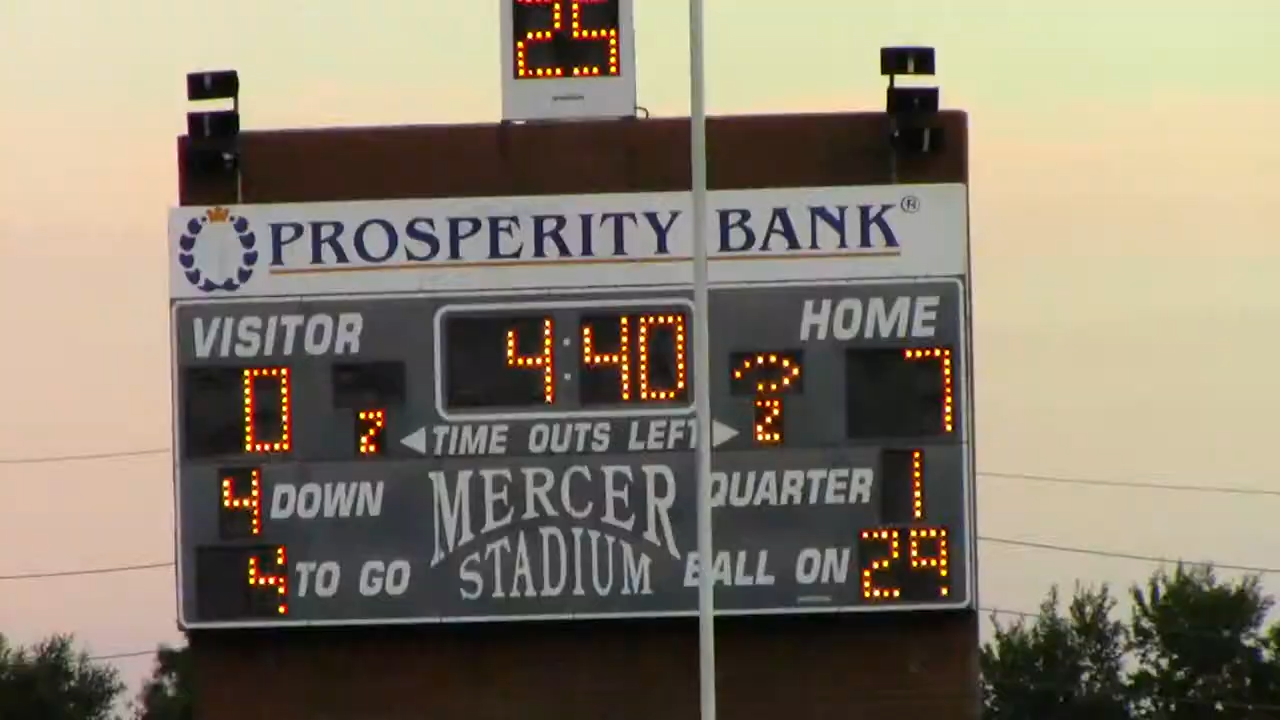 25
PROSPERITY BANK®
VISITOR 4:40 HOME
0 7
2 TIME OUTS LEFT 2
4 DOWN MERCER QUARTER 1
4 TO GO STADIUM BALL ON 29